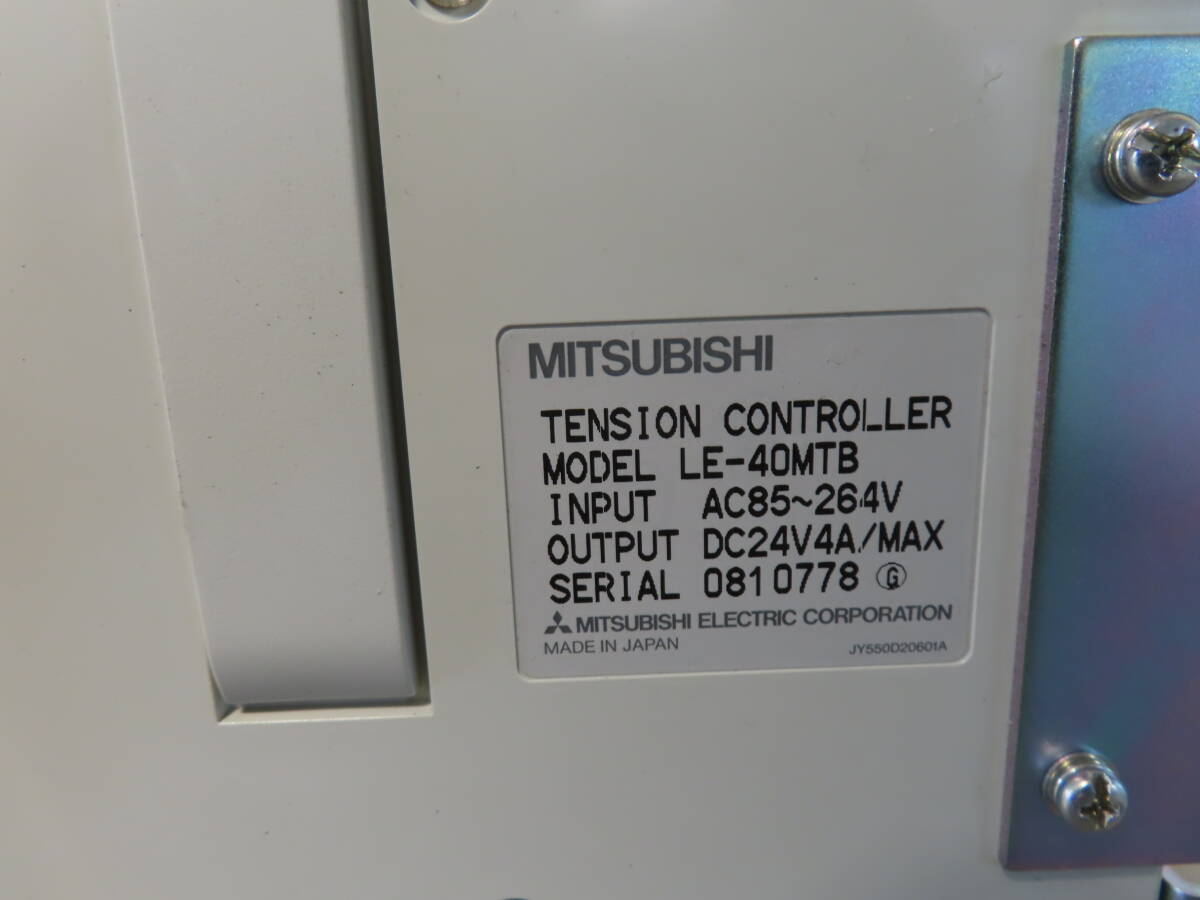 MITSUBISHI
TENSION CONTROLLER
MODEL LE-40MTB
INPUT AC85~264V
OUTPUT DC24V4A/MAX
SERIAL 0810778 G
MITSUBISHI ELECTRIC CORPORATION
MADE IN JAPAN JY550D20601A